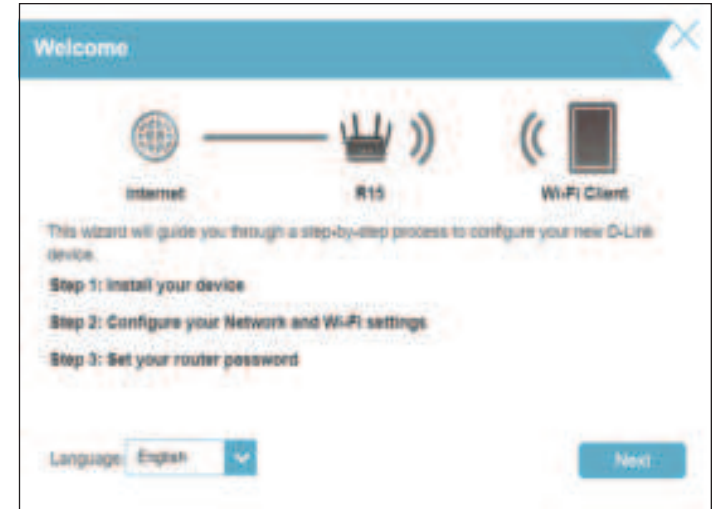 Welcome
Internet
R15
Wi-Fi Client
This wizard will guide you through a step-by-step process to configure your new D-Link
device.
Step 1: Install your device
Step 2: Configure your Network and Wi-Fi settings
Step 3: Set your router password
Language: English
Next